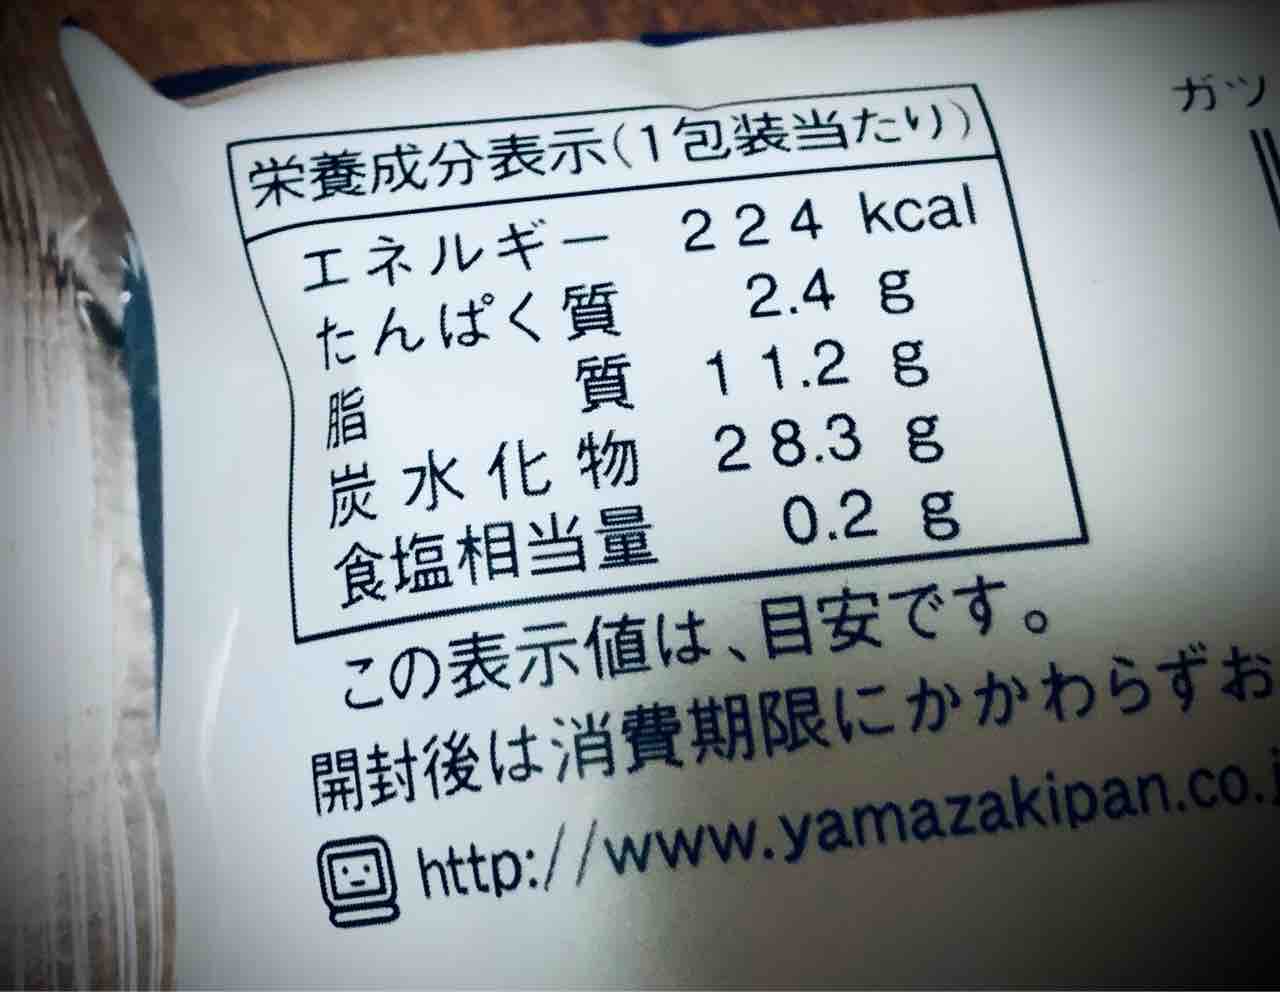 栄養成分表示(1包装当たり)
エネルギー 224 kcal
たんぱく質 2.4 g
脂質 11.2 g
炭水化物 28.3 g
食塩相当量 0.2 g
この表示値は、目安です。
開封後は消費期限にかかわらずお
http://www.yamazakipan.co.j
ガツ